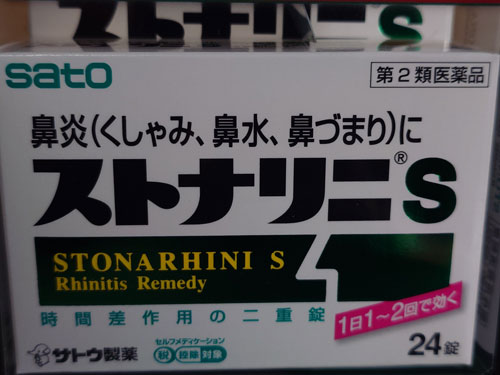 sato
第2類医薬品
鼻炎(くしゃみ、鼻水、鼻づまり)に
ストナリニ®S
STONARHINI S
Rhinitis Remedy
時間差作用の二重錠
1日1~2回で効く
サトウ製薬
セルフメディケーション
税 控除 対象
24錠